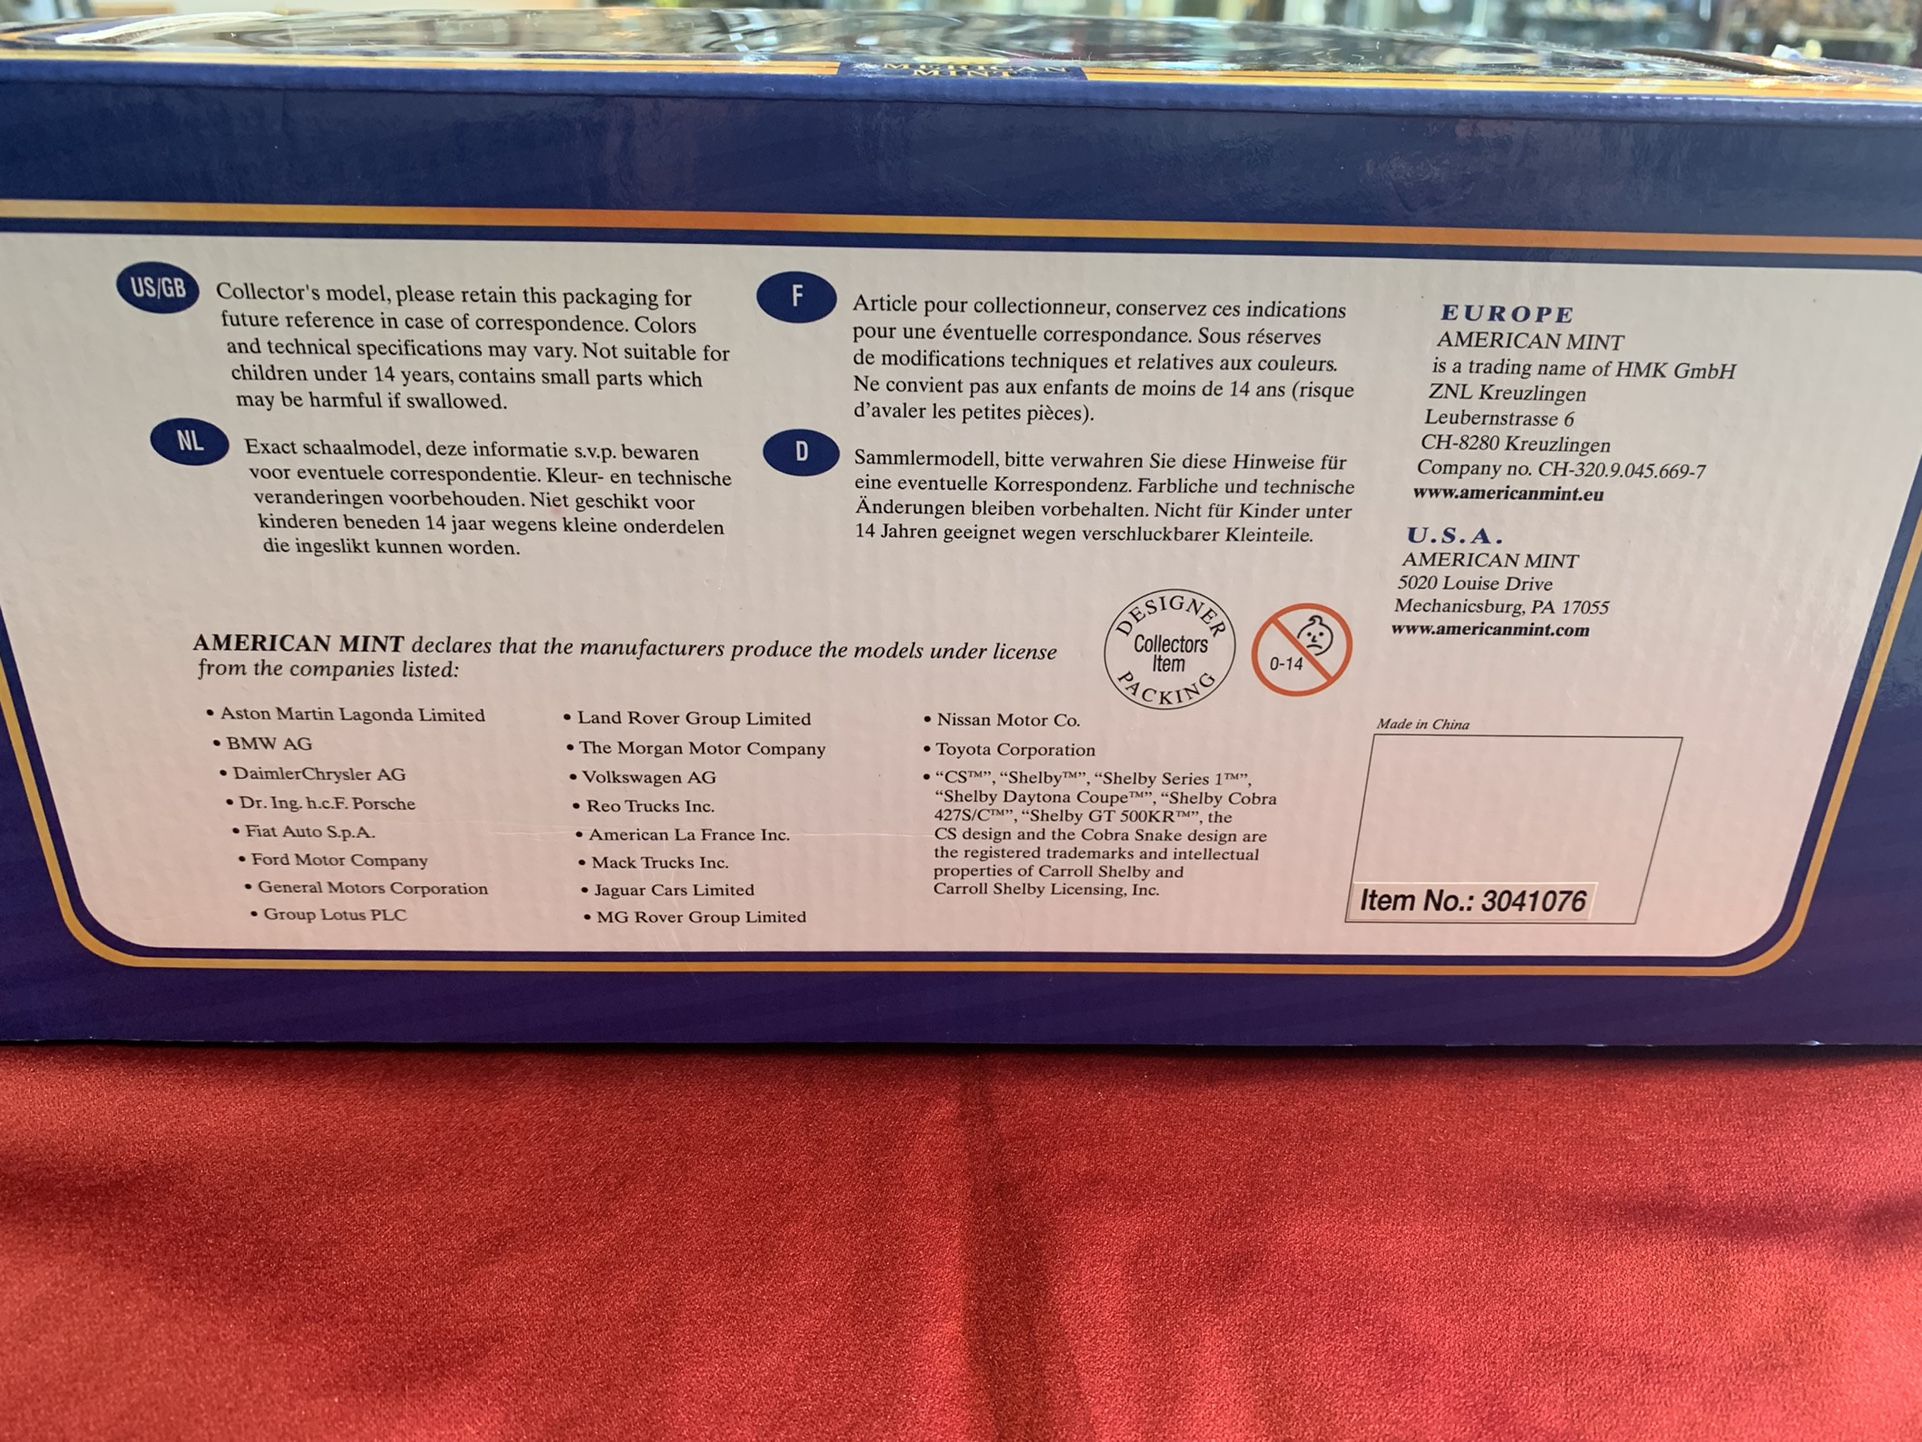 AMERICAN
MINT
US/GB
Collector's model, please retain this packaging for
future reference in case of correspondence. Colors
and technical specifications may vary. Not suitable for
children under 14 years, contains small parts which
may be harmful if swallowed.
NL
Exact schaalmodel, deze informatie s.v.p. bewaren
voor eventuele correspondentie. Kleur- en technische
veranderingen voorbehouden. Niet geschikt voor
kinderen beneden 14 jaar wegens kleine onderdelen
die ingeslikt kunnen worden.
F
Article pour collectionneur, conservez ces indications
pour une éventuelle correspondance. Sous réserves
de modifications techniques et relatives aux couleurs.
Ne convient pas aux enfants de moins de 14 ans (risque
d'avaler les petites pièces).
D
Sammlermodell, bitte verwahren Sie diese Hinweise für
eine eventuelle Korrespondenz. Farbliche und technische
Änderungen bleiben vorbehalten. Nicht für Kinder unter
14 Jahren geeignet wegen verschluckbarer Kleinteile.
EUROPE
AMERICAN MINT
is a trading name of HMK GmbH
ZNL Kreuzlingen
Leubernstrasse 6
CH-8280 Kreuzlingen
Company no. CH-320.9.045.669-7
www.americanmint.eu
U.S.A.
AMERICAN MINT
5020 Louise Drive
Mechanicsburg, PA 17055
www.americanmint.com
DESIGNER
Collectors
Item
PACKING
0-14
AMERICAN MINT declares that the manufacturers produce the models under license
from the companies listed:
• Aston Martin Lagonda Limited
• BMW AG
• DaimlerChrysler AG
• Dr. Ing. h.c.F. Porsche
• Fiat Auto S.p.A.
• Ford Motor Company
• General Motors Corporation
• Group Lotus PLC
• Land Rover Group Limited
• The Morgan Motor Company
• Volkswagen AG
• Reo Trucks Inc.
• American La France Inc.
• Mack Trucks Inc.
• Jaguar Cars Limited
• MG Rover Group Limited
• Nissan Motor Co.
• Toyota Corporation
• “CS™”, “Shelby™”, “Shelby Series 1™”,
“Shelby Daytona Coupe™”, “Shelby Cobra
427S/C™”, “Shelby GT 500KR™”, the
CS design and the Cobra Snake design are
the registered trademarks and intellectual
properties of Carroll Shelby and
Carroll Shelby Licensing, Inc.
Made in China
Item No.: 3041076